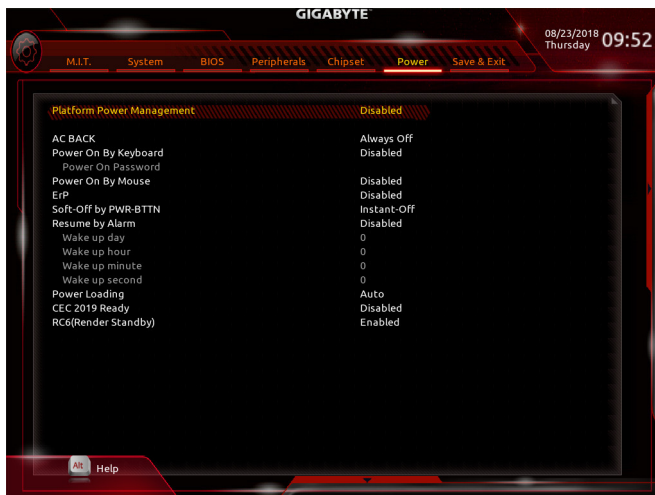 GIGABYTE™
08/23/2018 09:52
Thursday
M.I.T. System BIOS Peripherals Chipset Power Save & Exit
Platform Power Management Disabled
AC BACK Always Off
Power On By Keyboard Disabled
Power On Password
Power On By Mouse Disabled
ErP Disabled
Soft-Off by PWR-BTTN Instant-Off
Resume by Alarm Disabled
Wake up day 0
Wake up hour 0
Wake up minute 0
Wake up second 0
Power Loading Auto
CEC 2019 Ready Disabled
RC6(Render Standby) Enabled
Alt Help